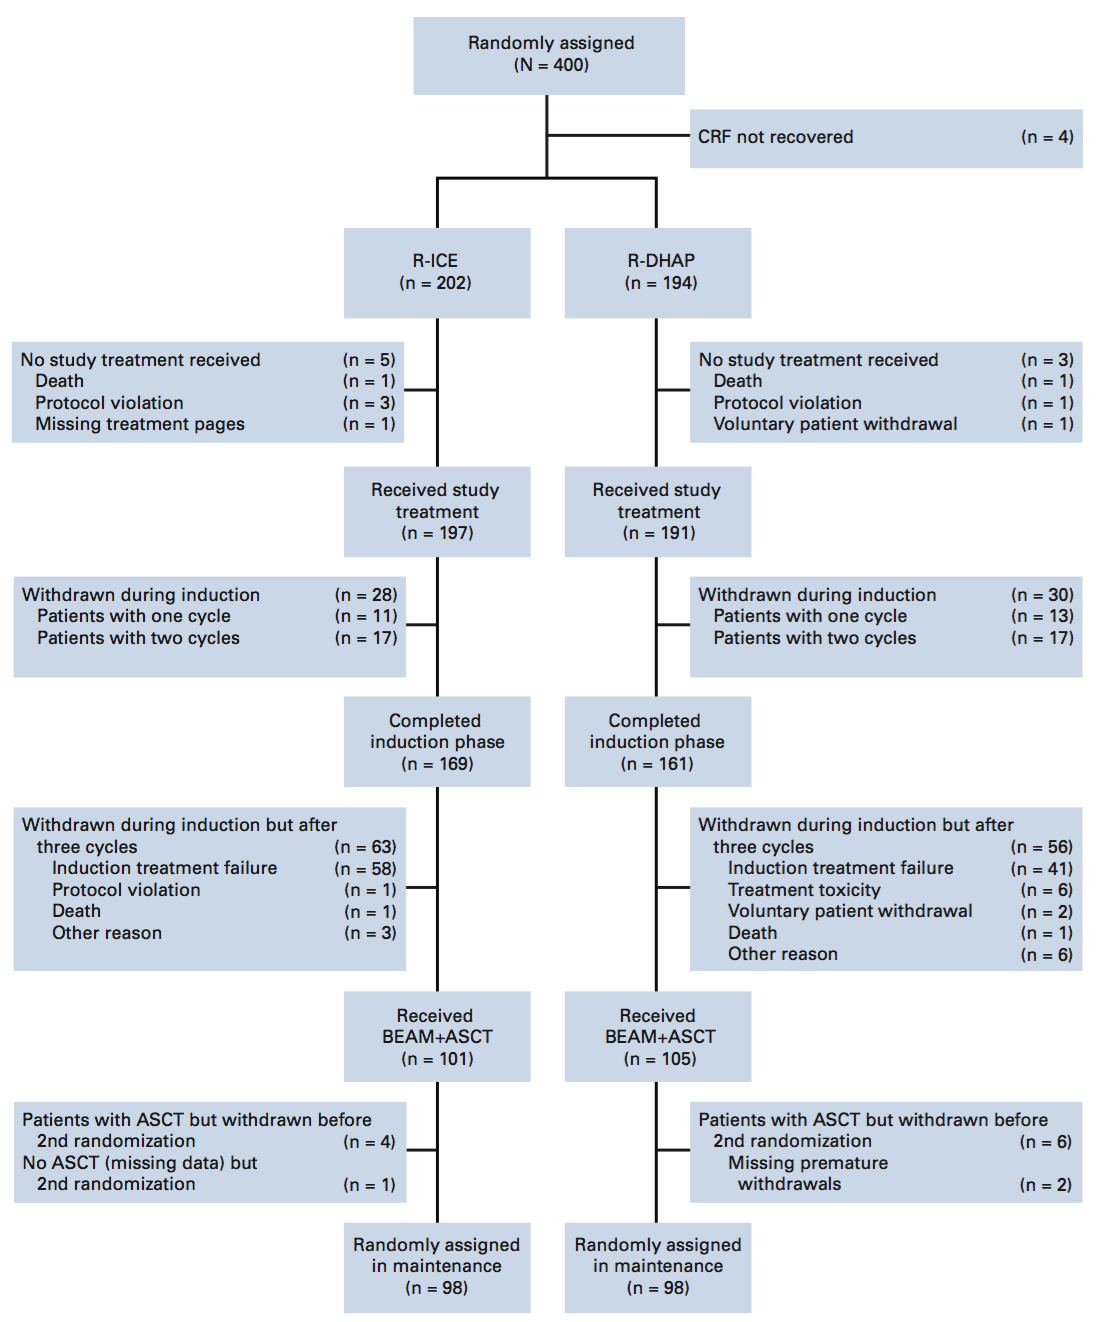 Randomly assigned
(N = 400)
CRF not recovered (n = 4)
R-ICE
(n = 202)
R-DHAP
(n = 194)
No study treatment received (n = 5)
Death (n = 1)
Protocol violation (n = 3)
Missing treatment pages (n = 1)
No study treatment received (n = 3)
Death (n = 1)
Protocol violation (n = 1)
Voluntary patient withdrawal (n = 1)
Received study
treatment
(n = 197)
Received study
treatment
(n = 191)
Withdrawn during induction (n = 28)
Patients with one cycle (n = 11)
Patients with two cycles (n = 17)
Withdrawn during induction (n = 30)
Patients with one cycle (n = 13)
Patients with two cycles (n = 17)
Completed
induction phase
(n = 169)
Completed
induction phase
(n = 161)
Withdrawn during induction but after
three cycles (n = 63)
Induction treatment failure (n = 58)
Protocol violation (n = 1)
Death (n = 1)
Other reason (n = 3)
Withdrawn during induction but after
three cycles (n = 56)
Induction treatment failure (n = 41)
Treatment toxicity (n = 6)
Voluntary patient withdrawal (n = 2)
Death (n = 1)
Other reason (n = 6)
Received
BEAM+ASCT
(n = 101)
Received
BEAM+ASCT
(n = 105)
Patients with ASCT but withdrawn before
2nd randomization (n = 4)
No ASCT (missing data) but
2nd randomization (n = 1)
Patients with ASCT but withdrawn before
2nd randomization (n = 6)
Missing premature
withdrawals (n = 2)
Randomly assigned
in maintenance
(n = 98)
Randomly assigned
in maintenance
(n = 98)